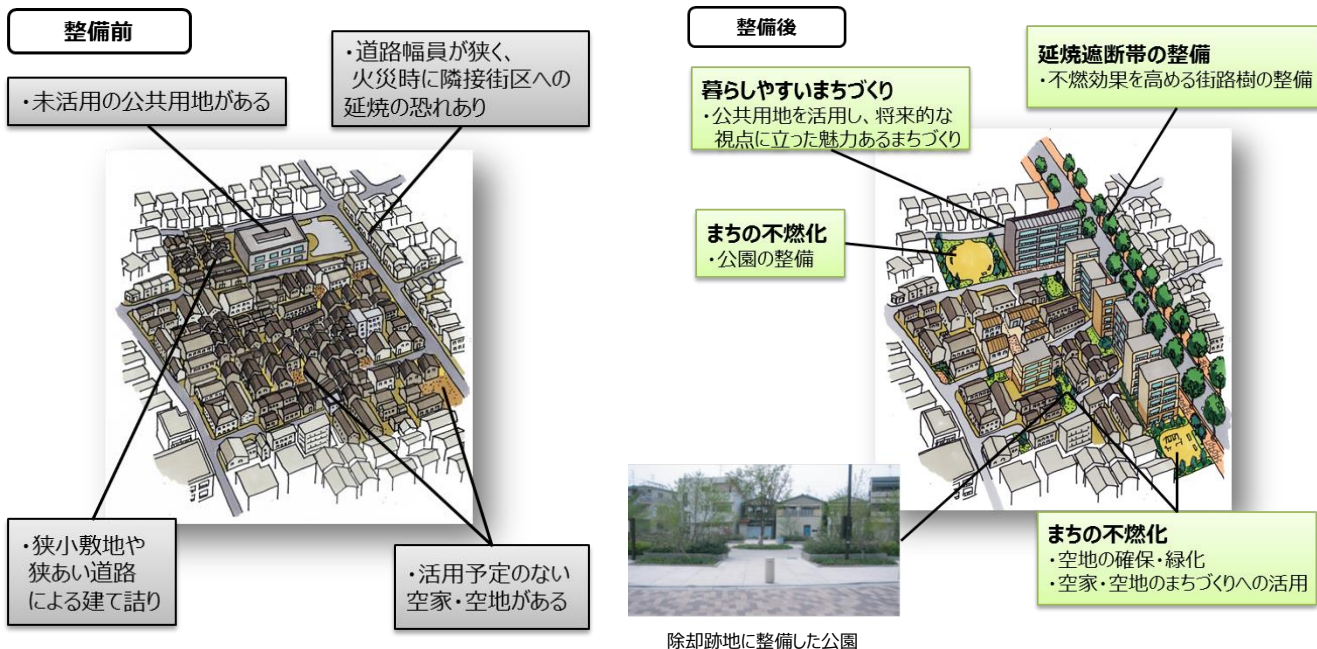 整備前
・未活用の公共用地がある
・道路幅員が狭く、
火災時に隣接街区への
延焼の恐れあり
・狭小敷地や
狭あい道路
による建て詰り
・活用予定のない
空家・空地がある
整備後
暮らしやすいまちづくり
・公共用地を活用し、将来的な
視点に立った魅力あるまちづくり
延焼遮断帯の整備
・不燃効果を高める街路樹の整備
まちの不燃化
・公園の整備
まちの不燃化
・空地の確保・緑化
・空家・空地のまちづくりへの活用
除却跡地に整備した公園